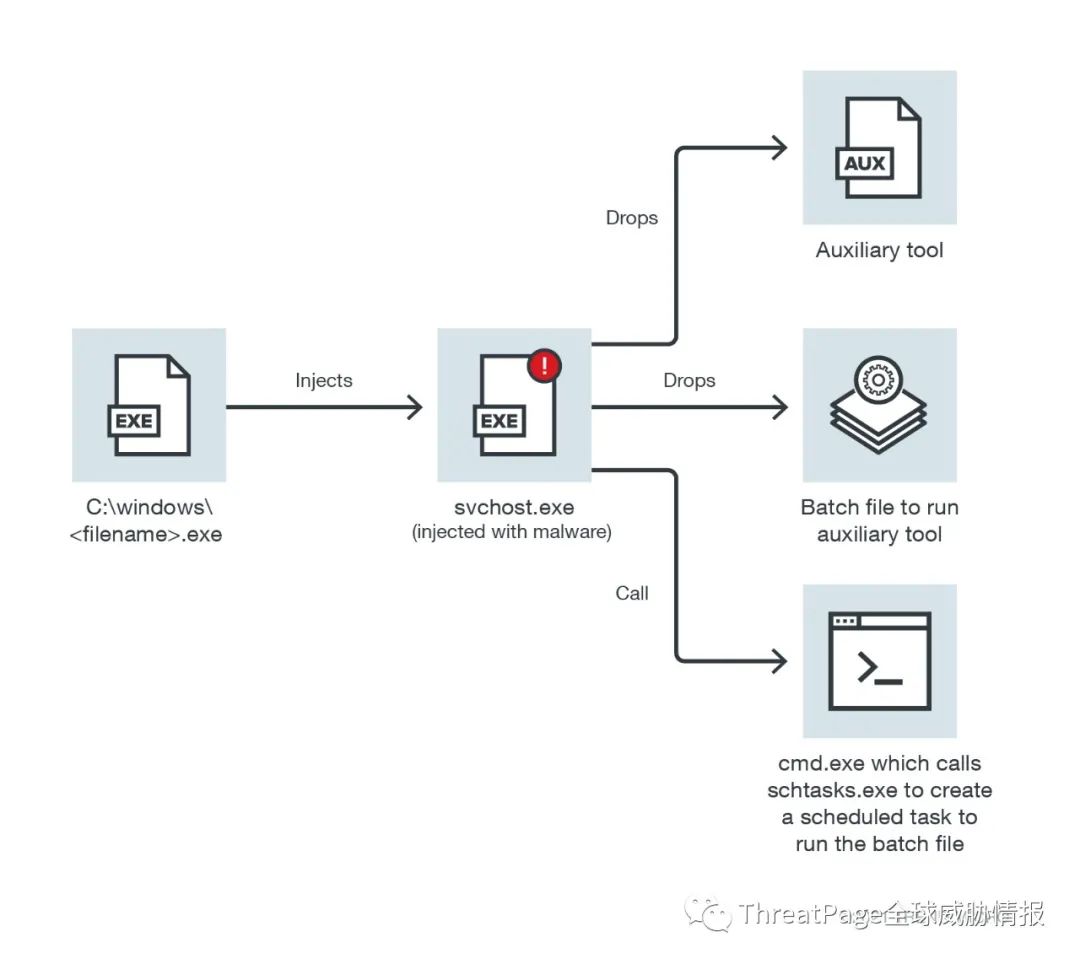 AUX
Drops
Auxiliary tool
EXE
Injects
EXE
!
Drops
C:\windows\
<filename>.exe
svchost.exe
(injected with malware)
Batch file to run
auxiliary tool
Call
>_
cmd.exe which calls
schtasks.exe to create
a scheduled task to
run the batch file
ThreatPage全球威胁情报